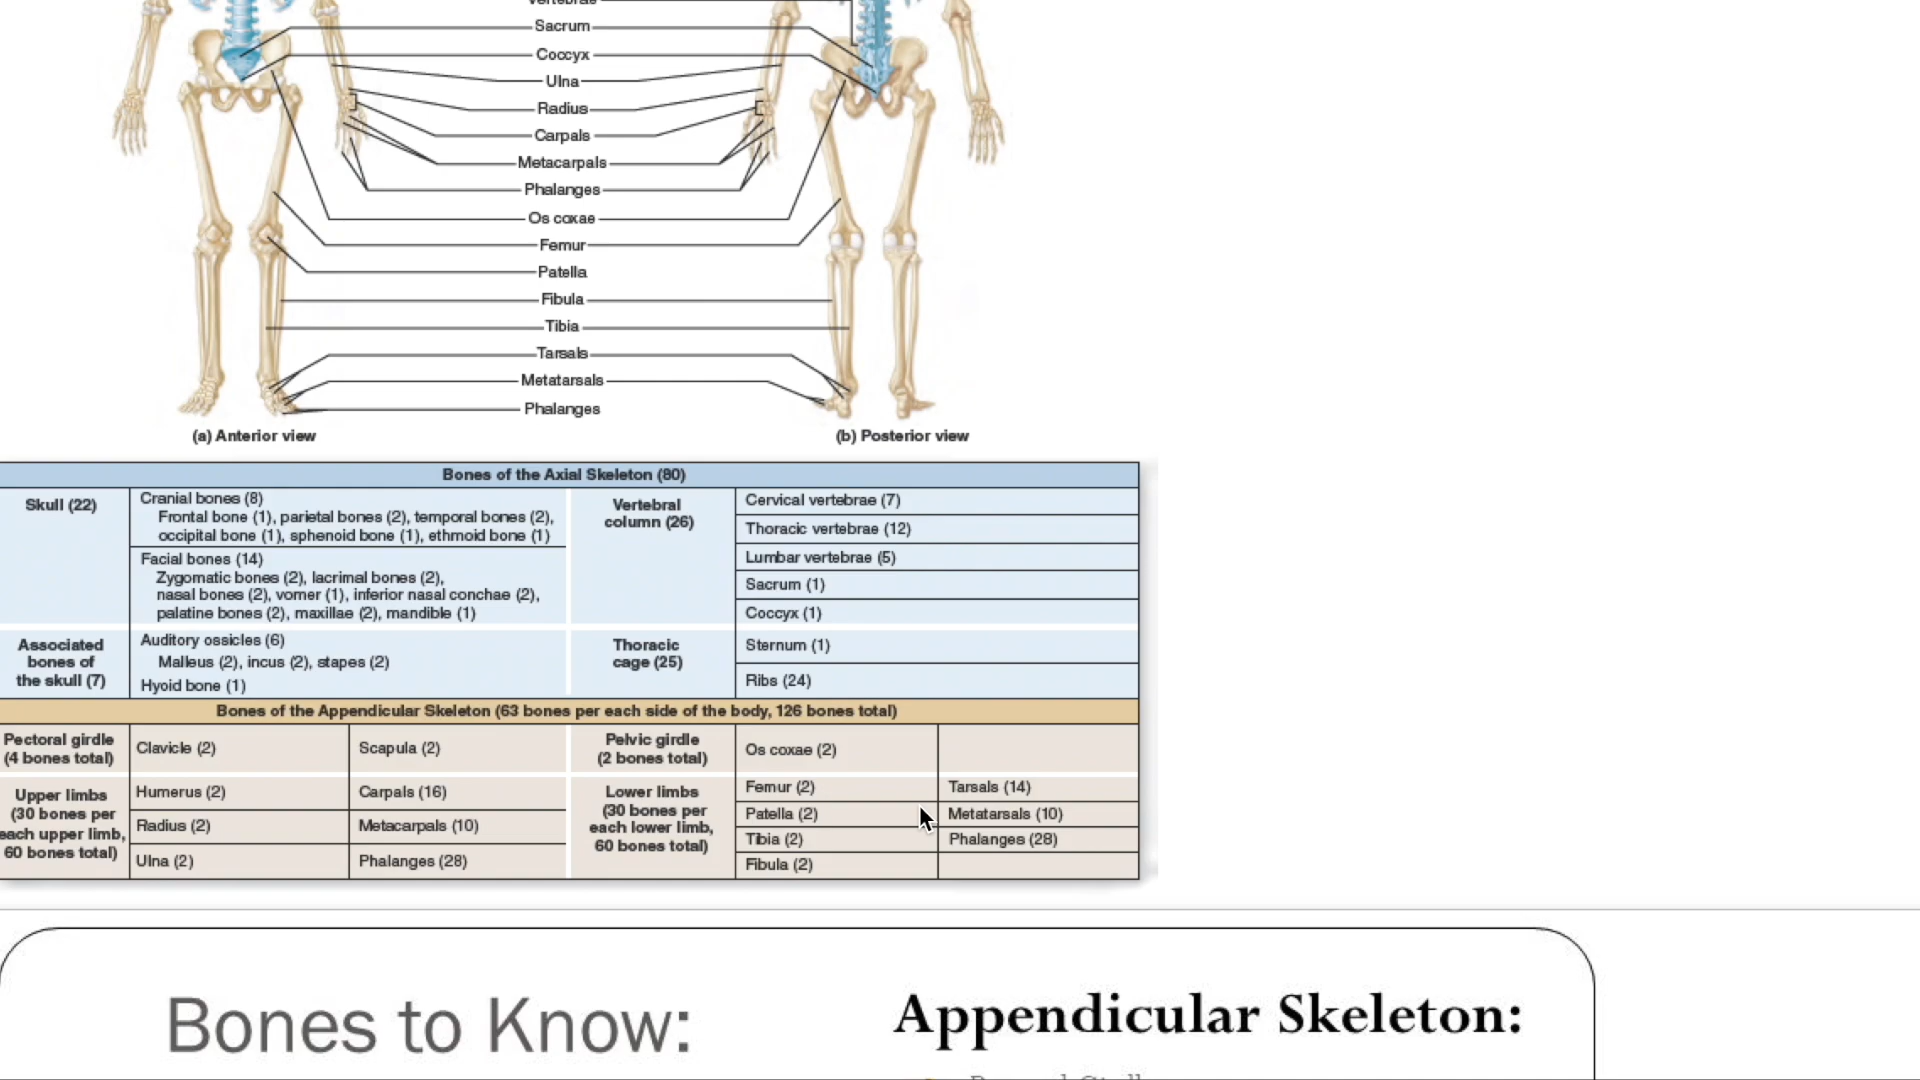 Vertebrae
Sacrum
Coccyx
Ulna
Radius
Carpals
Metacarpals
Phalanges
Os coxae
Femur
Patella
Fibula
Tibia
Tarsals
Metatarsals
Phalanges
(a) Anterior view
(b) Posterior view
Bones of the Axial Skeleton (80)
Skull (22)
Cranial bones (8)
Frontal bone (1), parietal bones (2), temporal bones (2),
occipital bone (1), sphenoid bone (1), ethmoid bone (1)
Facial bones (14)
Zygomatic bones (2), lacrimal bones (2),
nasal bones (2), vomer (1), inferior nasal conchae (2),
palatine bones (2), maxillae (2), mandible (1)
Vertebral
column (26)
Cervical vertebrae (7)
Thoracic vertebrae (12)
Lumbar vertebrae (5)
Sacrum (1)
Coccyx (1)
Associated
bones of
the skull (7)
Auditory ossicles (6)
Malleus (2), incus (2), stapes (2)
Hyoid bone (1)
Thoracic
cage (25)
Sternum (1)
Ribs (24)
Bones of the Appendicular Skeleton (63 bones per each side of the body, 126 bones total)
Pectoral girdle
(4 bones total)
Clavicle (2)
Scapula (2)
Pelvic girdle
(2 bones total)
Os coxae (2)
Upper limbs
(30 bones per
each upper limb,
60 bones total)
Humerus (2)
Carpals (16)
Radius (2)
Metacarpals (10)
Ulna (2)
Phalanges (28)
Lower limbs
(30 bones per
each lower limb,
60 bones total)
Femur (2)
Tarsals (14)
Patella (2)
Metatarsals (10)
Tibia (2)
Phalanges (28)
Fibula (2)
Bones to Know:
Appendicular Skeleton: